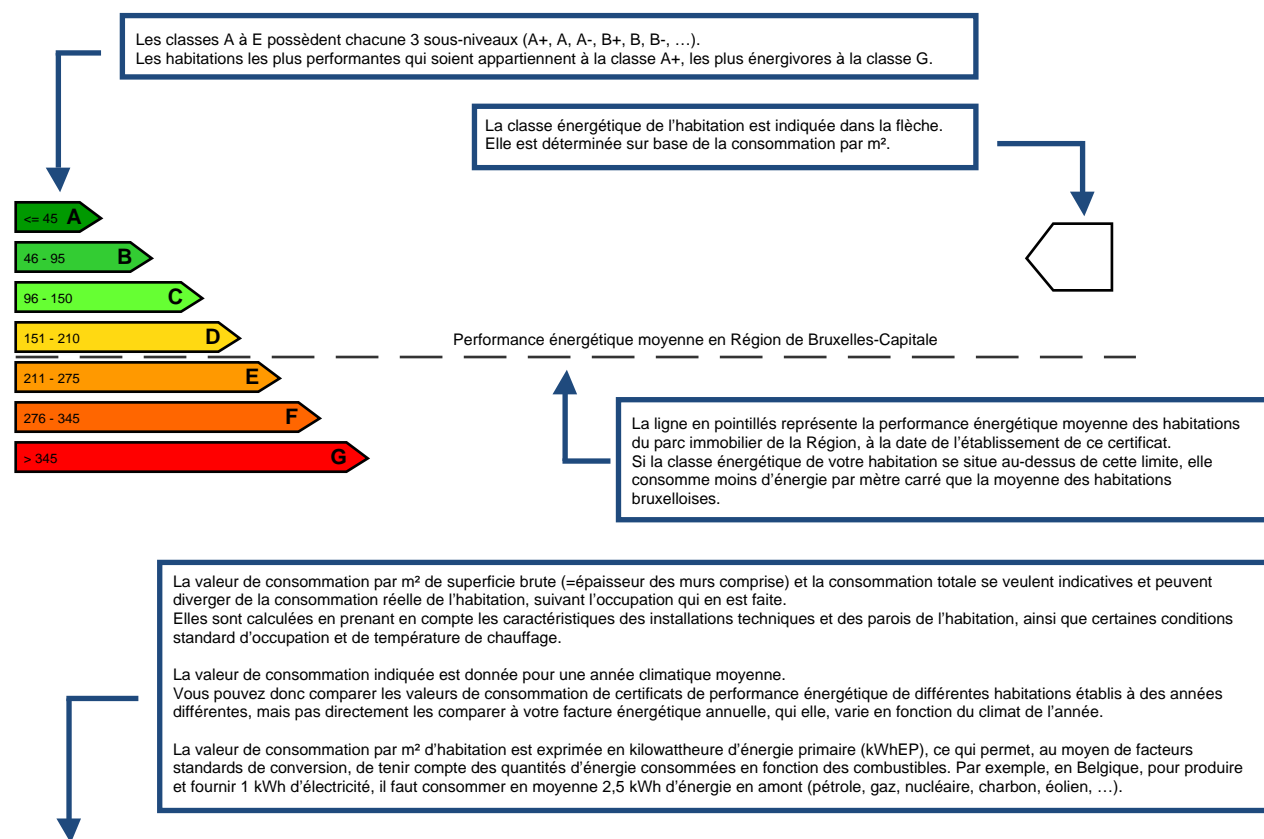 Les classes A à E possèdent chacune 3 sous-niveaux (A+, A, A-, B+, B, B-, …).
Les habitations les plus performantes qui soient appartiennent à la classe A+, les plus énergivores à la classe G.
La classe énergétique de l’habitation est indiquée dans la flèche.
Elle est déterminée sur base de la consommation par m².
<= 45 A
46 - 95 B
96 - 150 C
151 - 210 D
Performance énergétique moyenne en Région de Bruxelles-Capitale
211 - 275 E
276 - 345 F
> 345 G
La ligne en pointillés représente la performance énergétique moyenne des habitations
du parc immobilier de la Région, à la date de l’établissement de ce certificat.
Si la classe énergétique de votre habitation se situe au-dessus de cette limite, elle
consomme moins d’énergie par mètre carré que la moyenne des habitations
bruxelloises.
La valeur de consommation par m² de superficie brute (=épaisseur des murs comprise) et la consommation totale se veulent indicatives et peuvent
diverger de la consommation réelle de l’habitation, suivant l’occupation qui en est faite.
Elles sont calculées en prenant en compte les caractéristiques des installations techniques et des parois de l’habitation, ainsi que certaines conditions
standard d’occupation et de température de chauffage.
La valeur de consommation indiquée est donnée pour une année climatique moyenne.
Vous pouvez donc comparer les valeurs de consommation de certificats de performance énergétique de différentes habitations établis à des années
différentes, mais pas directement les comparer à votre facture énergétique annuelle, qui elle, varie en fonction du climat de l’année.
La valeur de consommation par m² d’habitation est exprimée en kilowattheure d’énergie primaire (kWhEP), ce qui permet, au moyen de facteurs
standards de conversion, de tenir compte des quantités d’énergie consommées en fonction des combustibles. Par exemple, en Belgique, pour produire
et fournir 1 kWh d’électricité, il faut consommer en moyenne 2,5 kWh d’énergie en amont (pétrole, gaz, nucléaire, charbon, éolien, …).